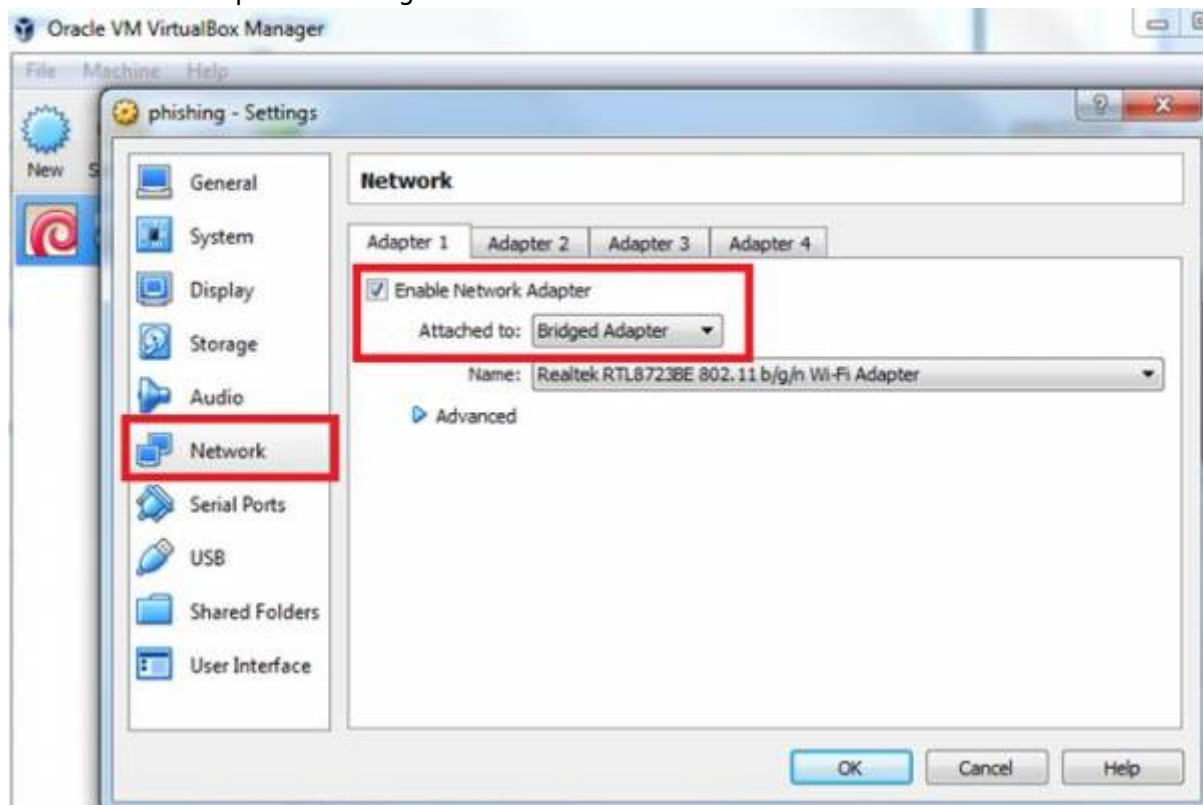 Oracle VM VirtualBox Manager
File Machine Help
phishing - Settings
New
General
Network
System
Adapter 1 Adapter 2 Adapter 3 Adapter 4
Display
Enable Network Adapter
Attached to: Bridged Adapter
Storage
Name: Realtek RTL8723BE 802.11 b/g/n Wi-Fi Adapter
Audio
Advanced
Network
Serial Ports
USB
Shared Folders
User Interface
OK Cancel Help